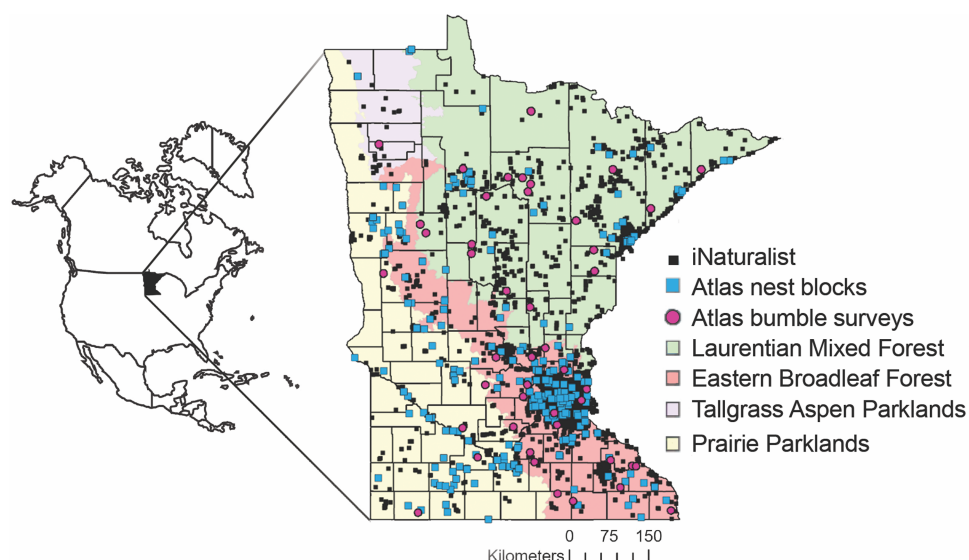 iNaturalist
Atlas nest blocks
Atlas bumble surveys
Laurentian Mixed Forest
Eastern Broadleaf Forest
Tallgrass Aspen Parklands
Prairie Parklands
0 75 150
Kilometers